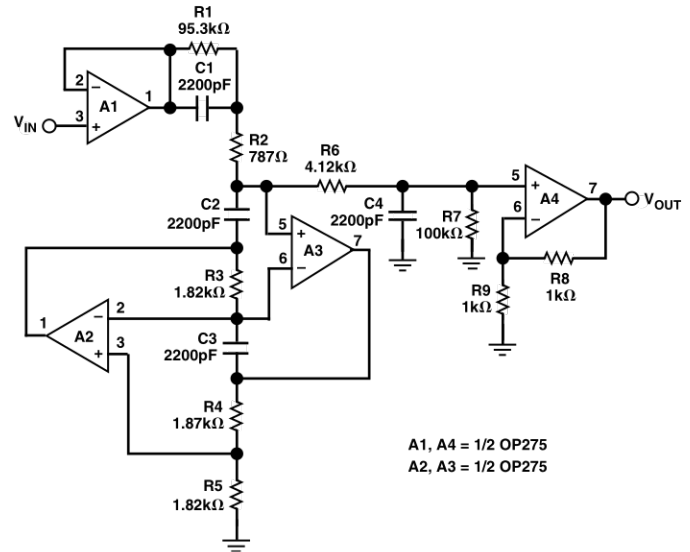 R1
95.3kΩ
C1
2200pF
2
−
A1
1
3
+
VIN
R2
787Ω
R6
4.12kΩ
C2
2200pF
C4
2200pF
R7
100kΩ
5
+
A4
7
6
−
VOUT
R8
1kΩ
R9
1kΩ
5
+
A3
7
6
−
R3
1.82kΩ
1
A2
2
−
3
+
C3
2200pF
R4
1.87kΩ
R5
1.82kΩ
A1, A4 = 1/2 OP275
A2, A3 = 1/2 OP275